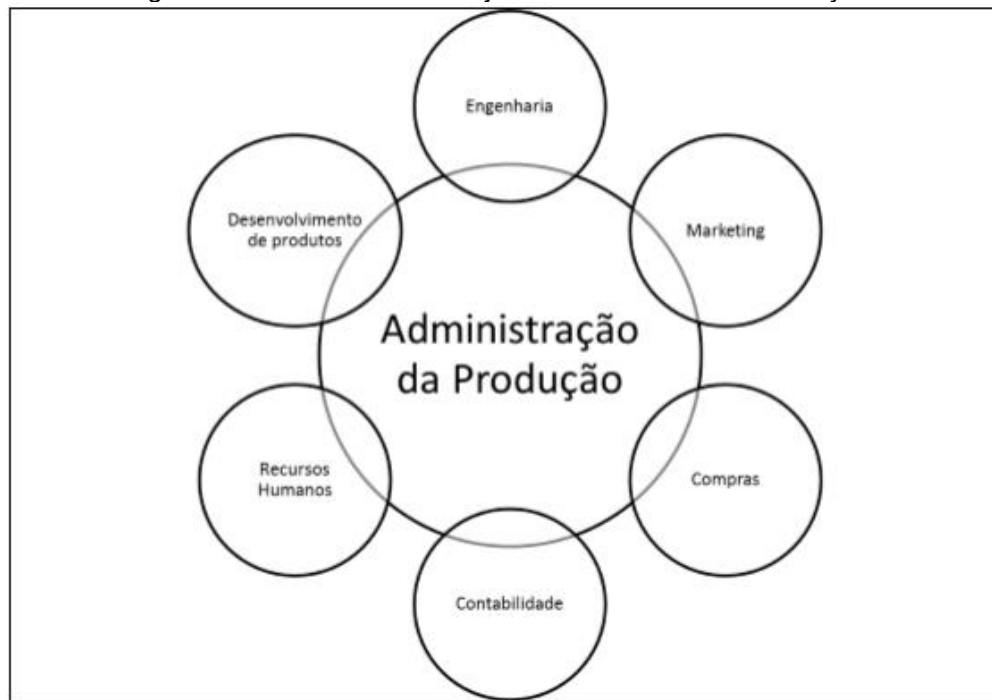 Engenharia
Desenvolvimento
de produtos
Marketing
Administração
da Produção
Recursos
Humanos
Compras
Contabilidade